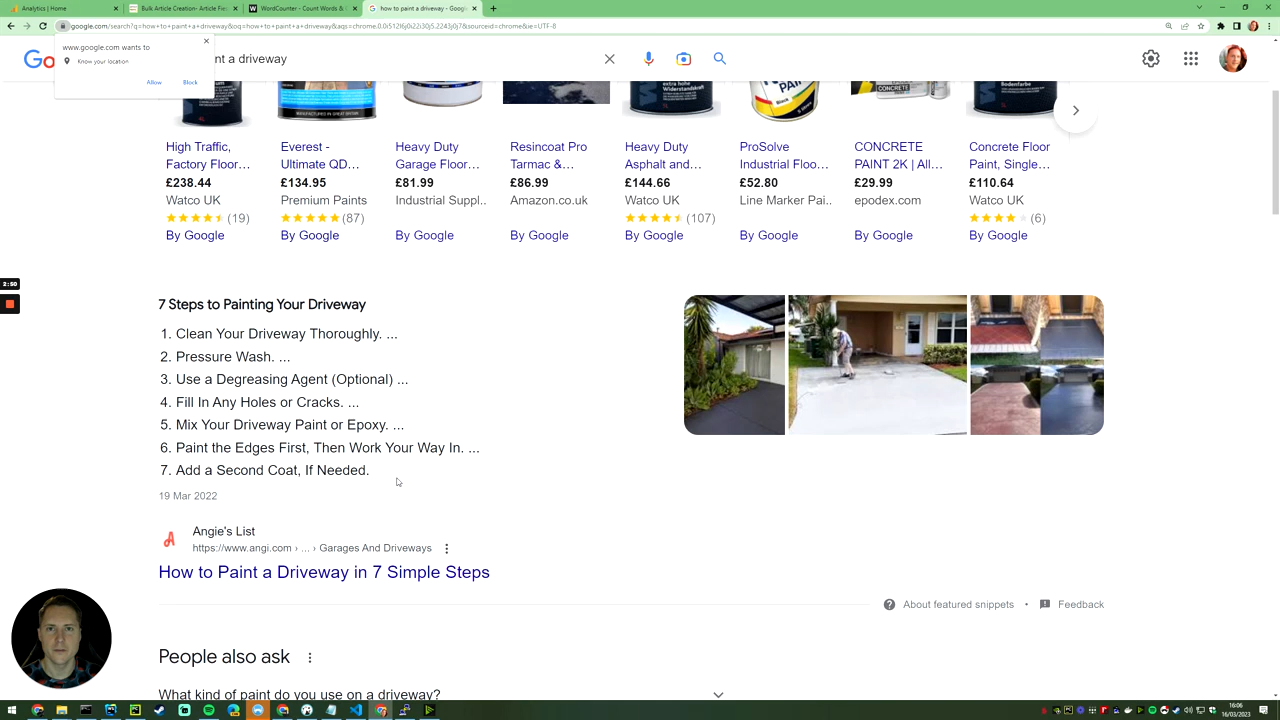 Analytics | Home
Bulk Article Creation- Article Fie
WordCounter - Count Words &
how to paint a driveway - Googl
google.com/search?q=how+to+paint+a+driveway&oq=how+to+paint+a+driveway&aqs=chrome.0.0i512l6j0i22i30j5.2243j0j7&sourceid=chrome&ie=UTF-8
www.google.com wants to
Know your location
Allow Block
Go
nt a driveway
High Traffic, Factory Floor...
£238.44
Watco UK
(19)
By Google
Everest - Ultimate QD...
£134.95
Premium Paints
(87)
By Google
Heavy Duty Garage Floor...
£81.99
Industrial Suppl..
By Google
Resincoat Pro Tarmac &...
£86.99
Amazon.co.uk
By Google
Heavy Duty Asphalt and...
£144.66
Watco UK
(107)
By Google
ProSolve Industrial Floo...
£52.80
Line Marker Pai..
By Google
CONCRETE PAINT 2K | All...
£29.99
epodex.com
By Google
Concrete Floor Paint, Single...
£110.64
Watco UK
(6)
By Google
2:50
7 Steps to Painting Your Driveway
1. Clean Your Driveway Thoroughly. ...
2. Pressure Wash. ...
3. Use a Degreasing Agent (Optional) ...
4. Fill In Any Holes or Cracks. ...
5. Mix Your Driveway Paint or Epoxy. ...
6. Paint the Edges First, Then Work Your Way In. ...
7. Add a Second Coat, If Needed.
19 Mar 2022
Angie's List
https://www.angi.com › ... › Garages And Driveways
How to Paint a Driveway in 7 Simple Steps
About featured snippets • Feedback
People also ask
What kind of paint do you use on a driveway?
16:06
16/03/2023